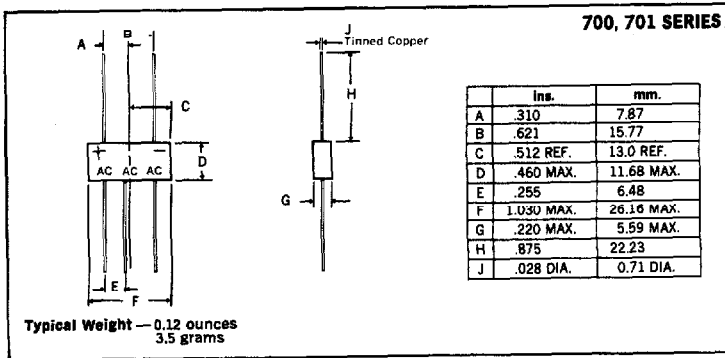 700, 701 SERIES
J
Tinned Copper
A
B
C
H
D
+ −
AC AC AC
G
E
F
ins. mm.
A .310 7.87
B .621 15.77
C .512 REF. 13.0 REF.
D .460 MAX. 11.68 MAX.
E .255 6.48
F 1.030 MAX. 26.16 MAX.
G .220 MAX. 5.59 MAX.
H .875 22.23
J .028 DIA. 0.71 DIA.
Typical Weight — 0.12 ounces
3.5 grams